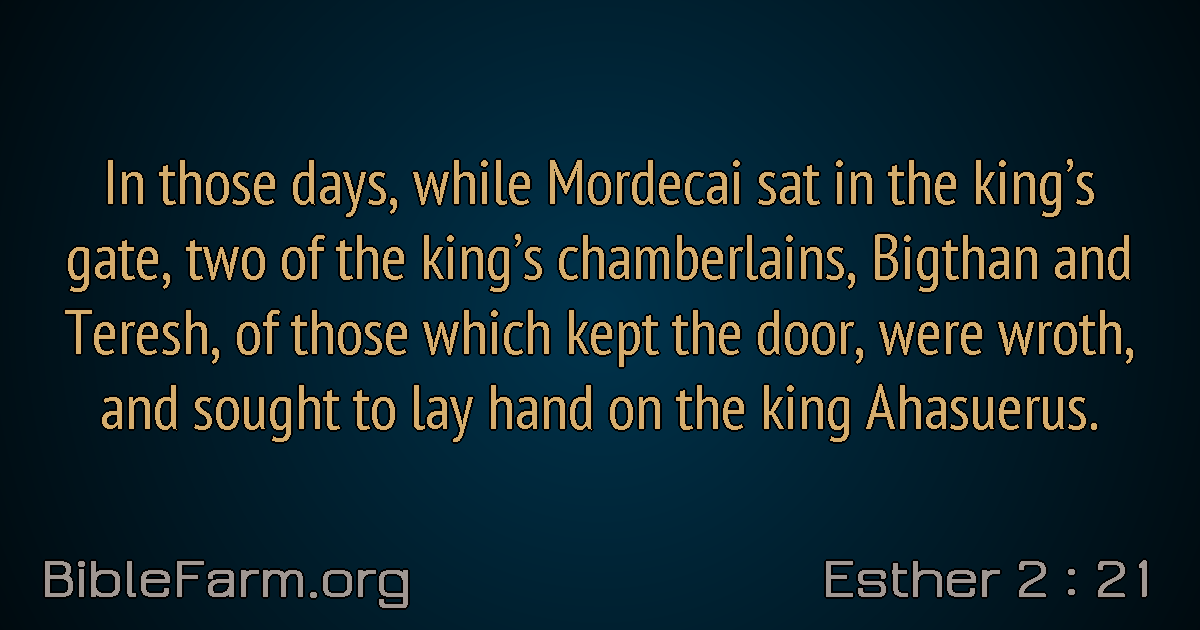 In those days, while Mordecai sat in the king’s
gate, two of the king’s chamberlains, Bigthan and
Teresh, of those which kept the door, were wroth,
and sought to lay hand on the king Ahasuerus.
BibleFarm.org
Esther 2 : 21